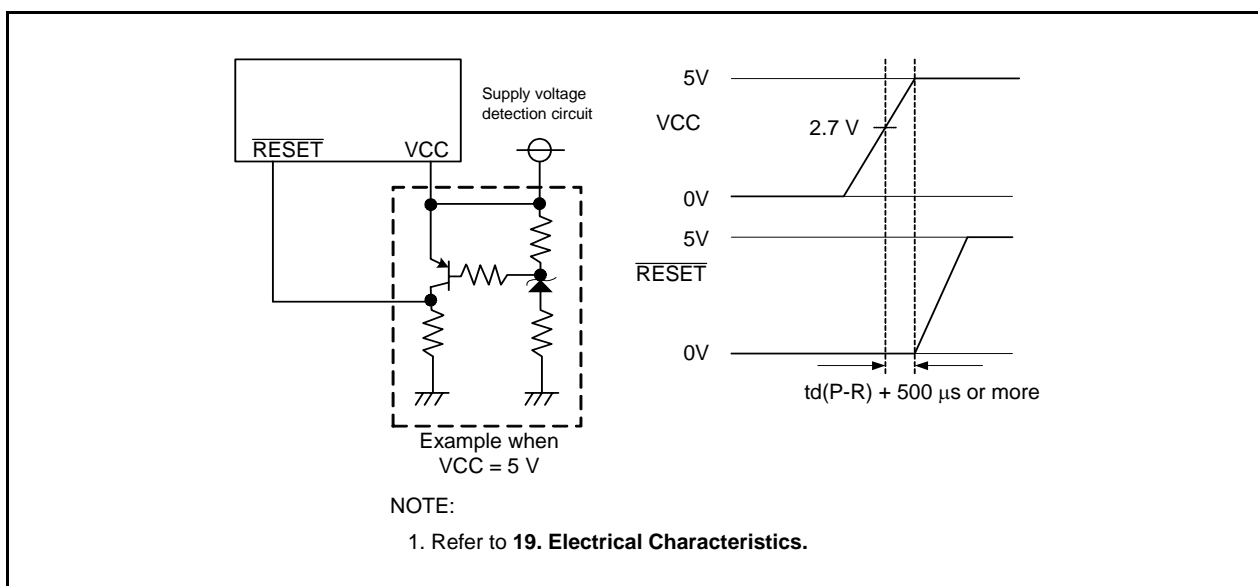 RESET
VCC
Supply voltage
detection circuit
Example when
VCC = 5 V
5V
VCC
2.7 V
0V
5V
RESET
0V
td(P-R) + 500 μs or more
NOTE:
1. Refer to 19. Electrical Characteristics.